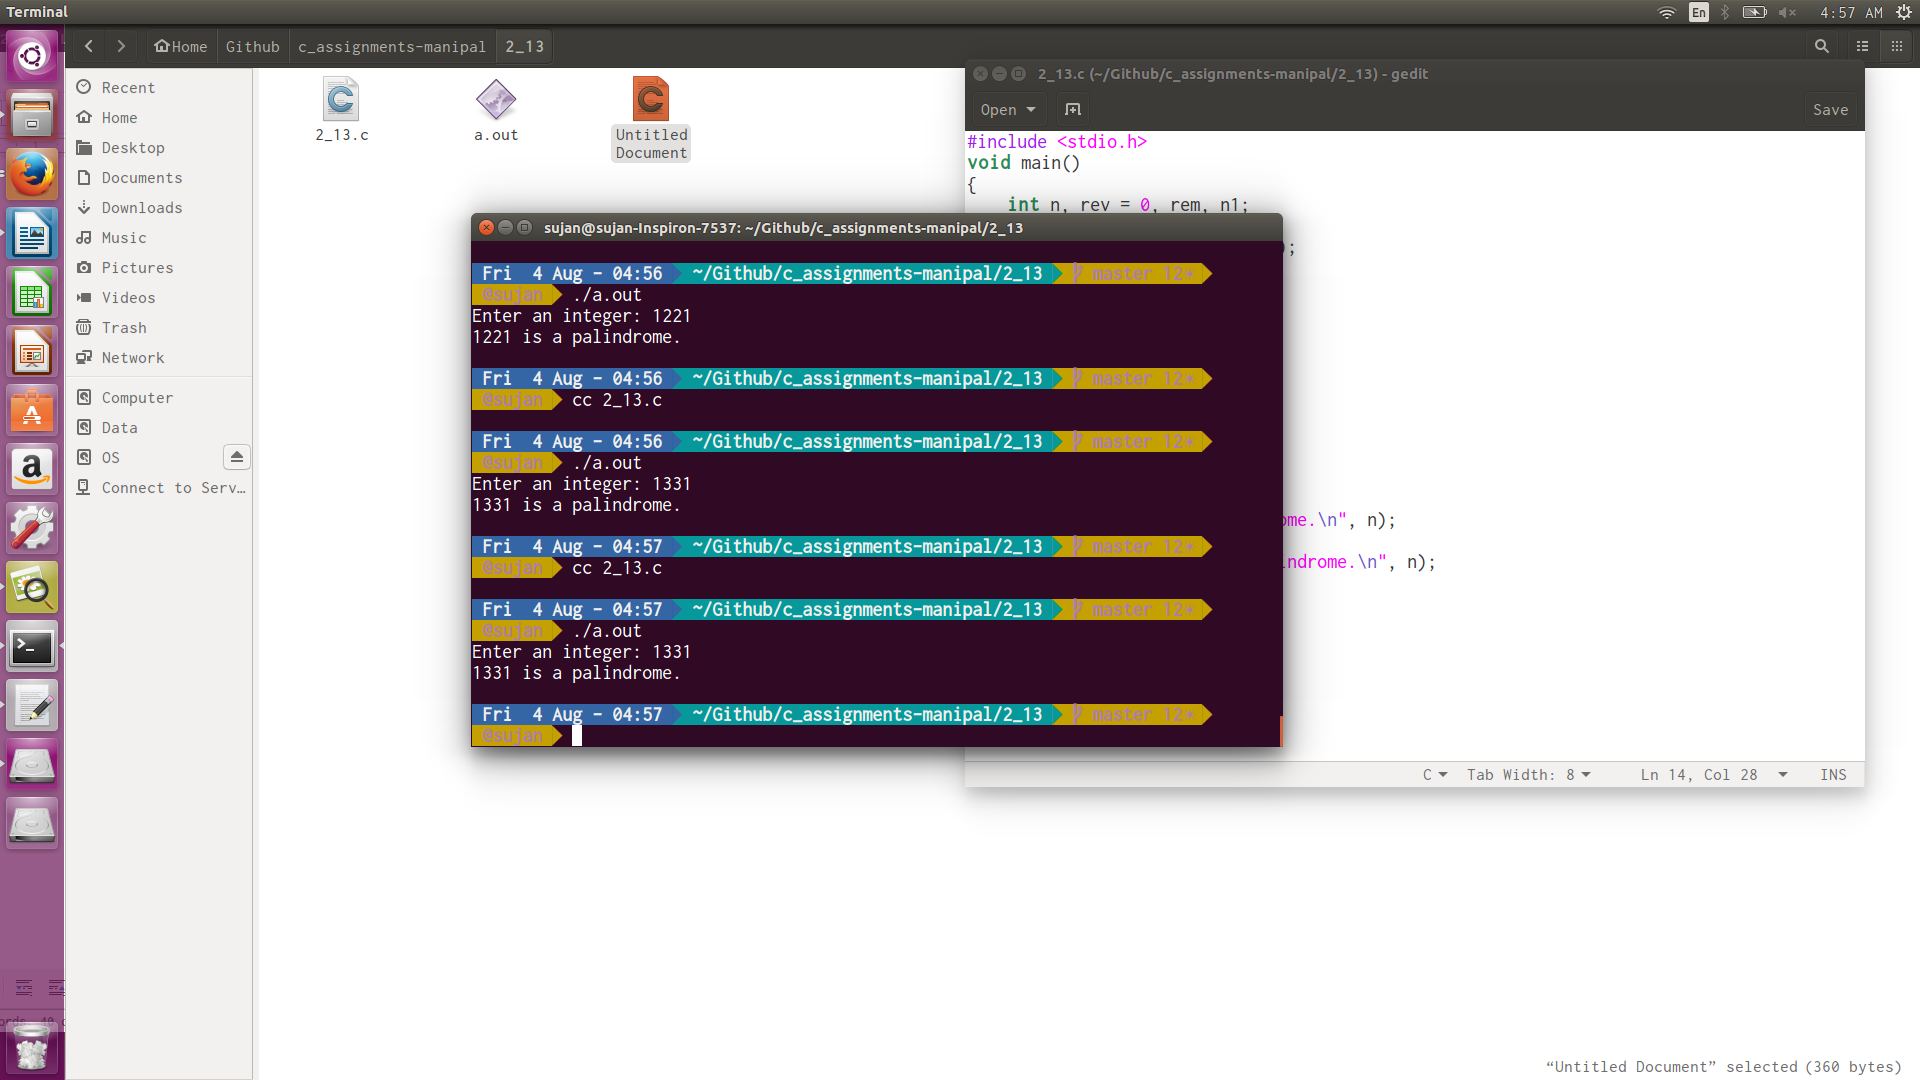 Terminal
En
4:57 AM
Home
Github
c_assignments-manipal
2_13
Recent
Home
Desktop
Documents
Downloads
Music
Pictures
Videos
Trash
Network
Computer
Data
OS
Connect to Serv…
2_13.c
a.out
Untitled
Document
2_13.c (~/Github/c_assignments-manipal/2_13) - gedit
Open
Save
#include <stdio.h>
void main()
{
int n, rev = 0, rem, n1;
);
ome.\n", n);
ndrome.\n", n);
C
Tab Width: 8
Ln 14, Col 28
INS
sujan@sujan-Inspiron-7537: ~/Github/c_assignments-manipal/2_13
Fri 4 Aug - 04:56 ~/Github/c_assignments-manipal/2_13 master 12*
@sujan ./a.out
Enter an integer: 1221
1221 is a palindrome.
Fri 4 Aug - 04:56 ~/Github/c_assignments-manipal/2_13 master 12*
@sujan cc 2_13.c
Fri 4 Aug - 04:56 ~/Github/c_assignments-manipal/2_13 master 12*
@sujan ./a.out
Enter an integer: 1331
1331 is a palindrome.
Fri 4 Aug - 04:57 ~/Github/c_assignments-manipal/2_13 master 12*
@sujan cc 2_13.c
Fri 4 Aug - 04:57 ~/Github/c_assignments-manipal/2_13 master 12*
@sujan ./a.out
Enter an integer: 1331
1331 is a palindrome.
Fri 4 Aug - 04:57 ~/Github/c_assignments-manipal/2_13 master 12*
@sujan
“Untitled Document” selected (360 bytes)